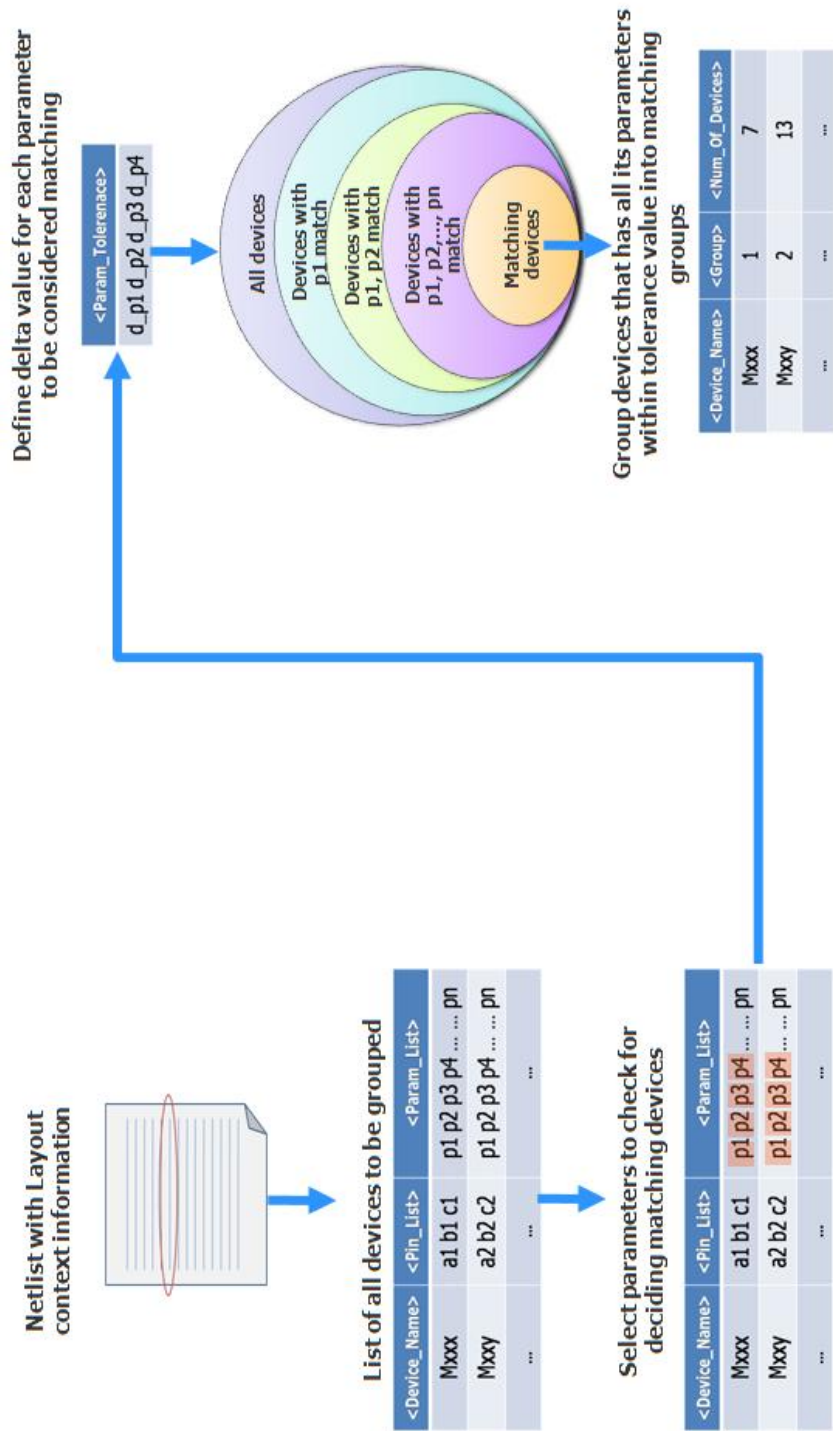 Netlist with Layout
context information
List of all devices to be grouped
<Device_Name> <Pin_List> <Param_List>
Mxxx a1 b1 c1 p1 p2 p3 p4 ... ... pn
Mxxy a2 b2 c2 p1 p2 p3 p4 ... ... pn
... ... ...
Select parameters to check for
deciding matching devices
<Device_Name> <Pin_List> <Param_List>
Mxxx a1 b1 c1 p1 p2 p3 p4 ... ... pn
Mxxy a2 b2 c2 p1 p2 p3 p4 ... ... pn
... ... ...
Define delta value for each parameter
to be considered matching
<Param_Tolerenace>
d_p1 d_p2 d_p3 d_p4
All devices
Devices with
p1 match
Devices with
p1, p2 match
Devices with
p1, p2,..., pn
match
Matching
devices
Group devices that has all its parameters
within tolerance value into matching
groups
<Device_Name> <Group> <Num_Of_Devices>
Mxxx 1 7
Mxxy 2 13
... ... ...